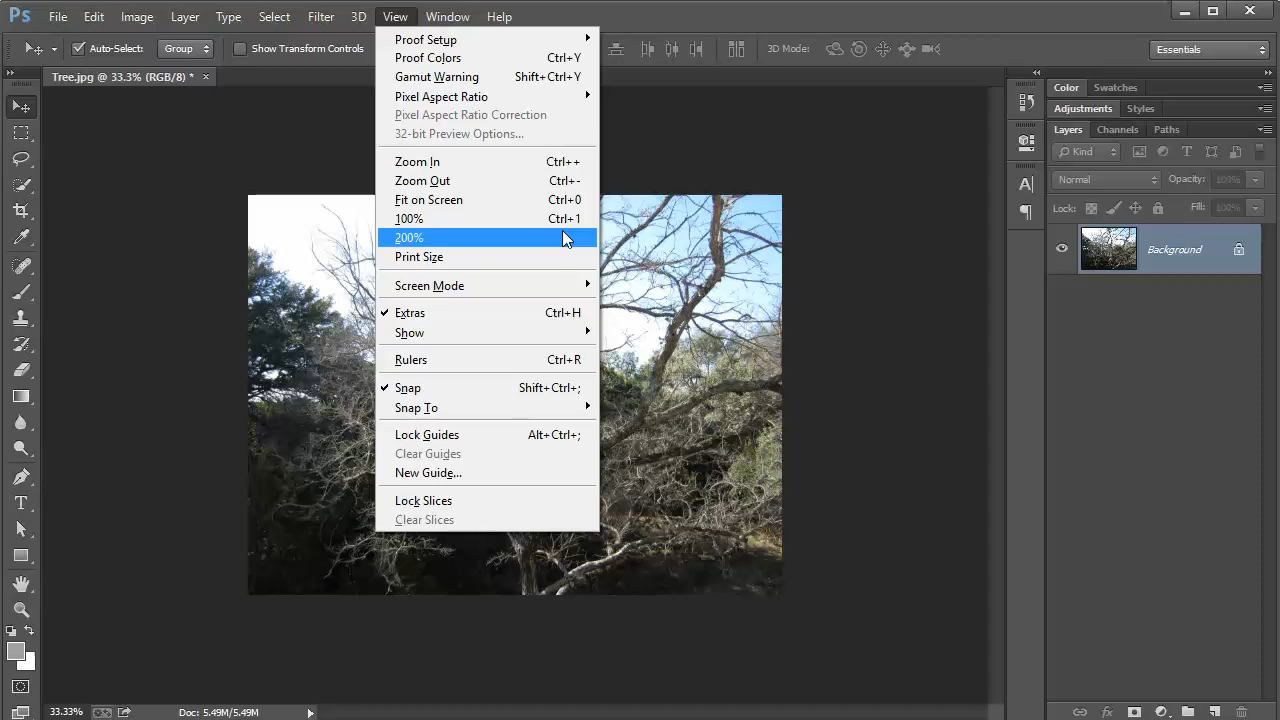 Ps File Edit Image Layer Type Select Filter 3D View Window Help
Auto-Select: Group Show Transform Controls 3D Mode: Essentials
Tree.jpg @ 33.3% (RGB/8) * ×
Proof Setup
Proof Colors Ctrl+Y
Gamut Warning Shift+Ctrl+Y
Pixel Aspect Ratio
Pixel Aspect Ratio Correction
32-bit Preview Options...
Zoom In Ctrl++
Zoom Out Ctrl+-
Fit on Screen Ctrl+0
100% Ctrl+1
200%
Print Size
Screen Mode
Extras Ctrl+H
Show
Rulers Ctrl+R
Snap Shift+Ctrl+;
Snap To
Lock Guides Alt+Ctrl+;
Clear Guides
New Guide...
Lock Slices
Clear Slices
Color Swatches
Adjustments Styles
Layers Channels Paths
Kind
Normal Opacity: 100%
Lock: Fill: 100%
Background
33.33% Doc: 5.49M/5.49M